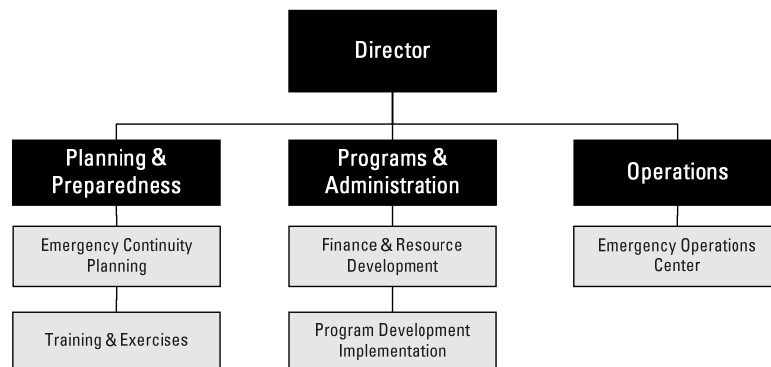 Director
Planning &
Preparedness
Programs &
Administration
Operations
Emergency Continuity
Planning
Finance & Resource
Development
Emergency Operations
Center
Training & Exercises
Program Development
Implementation